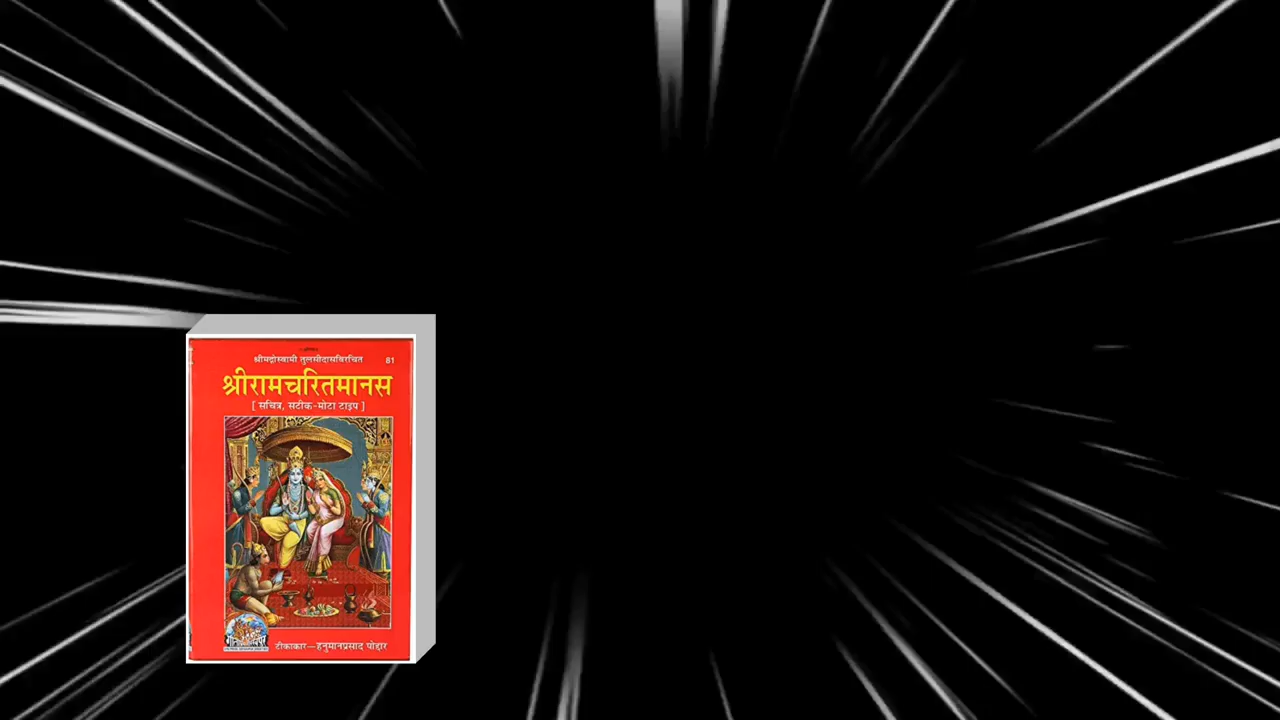 श्रीमद्गोस्वामी तुलसीदासविरचित 81
श्रीरामचरितमानस
[ सचित्र, सटीक-मोटा टाइप ]
टीकाकार—हनुमानप्रसाद पोद्दार